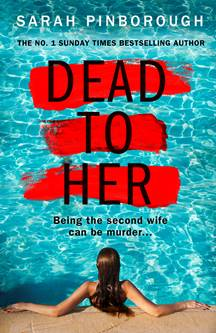 SARAH PINBOROUGH
THE NO. 1 SUNDAY TIMES BESTSELLING AUTHOR
DEAD
TO
HER
Being the second wife
can be murder...